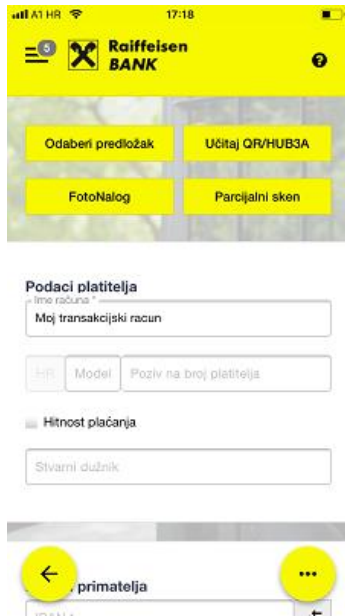 A1 HR 17:18
5 Raiffeisen
BANK ?
Odaberi predložak Učitaj QR/HUB3A
FotoNalog Parcijalni sken
Podaci platitelja
Ime računa *
Moj transakcijski racun
HR Model Poziv na broj platitelja
Hitnost plaćanja
Stvarni dužnik
primatelja